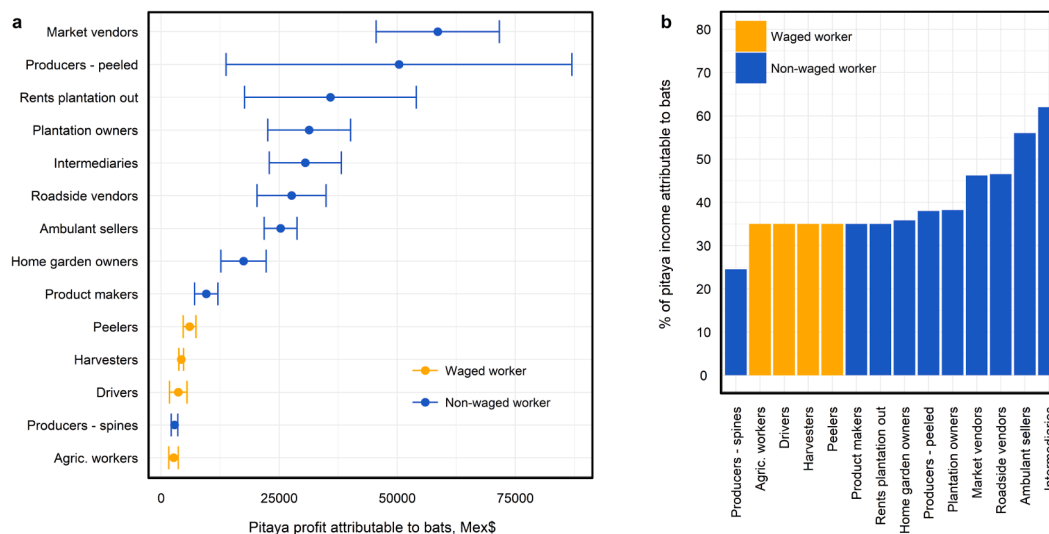 a
Market vendors
Producers - peeled
Rents plantation out
Plantation owners
Intermediaries
Roadside vendors
Ambulant sellers
Home garden owners
Product makers
Peelers
Harvesters
Drivers
Producers - spines
Agric. workers
Waged worker
Non-waged worker
0 25000 50000 75000
Pitaya profit attributable to bats, Mex$
b
Waged worker
Non-waged worker
% of pitaya income attributable to bats
80
70
60
50
40
30
20
10
0
Producers - spines
Agric. workers
Drivers
Harvesters
Peelers
Product makers
Rents plantation out
Home garden owners
Producers - peeled
Plantation owners
Market vendors
Roadside vendors
Ambulant sellers
Intermediaries